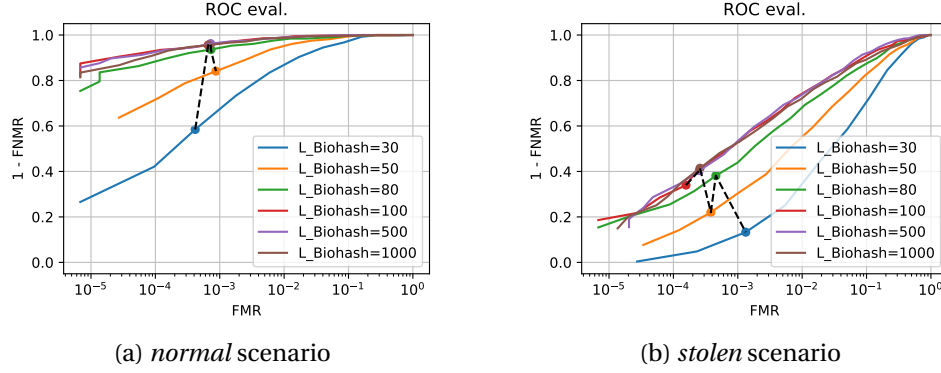 ROC eval.
1.0
0.8
0.6
0.4
0.2
0.0
1 - FNMR
L_Biohash=30
L_Biohash=50
L_Biohash=80
L_Biohash=100
L_Biohash=500
L_Biohash=1000
10⁻⁵ 10⁻⁴ 10⁻³ 10⁻² 10⁻¹ 10⁰
FMR
(a) normal scenario
ROC eval.
1.0
0.8
0.6
0.4
0.2
0.0
1 - FNMR
L_Biohash=30
L_Biohash=50
L_Biohash=80
L_Biohash=100
L_Biohash=500
L_Biohash=1000
10⁻⁵ 10⁻⁴ 10⁻³ 10⁻² 10⁻¹ 10⁰
FMR
(b) stolen scenario